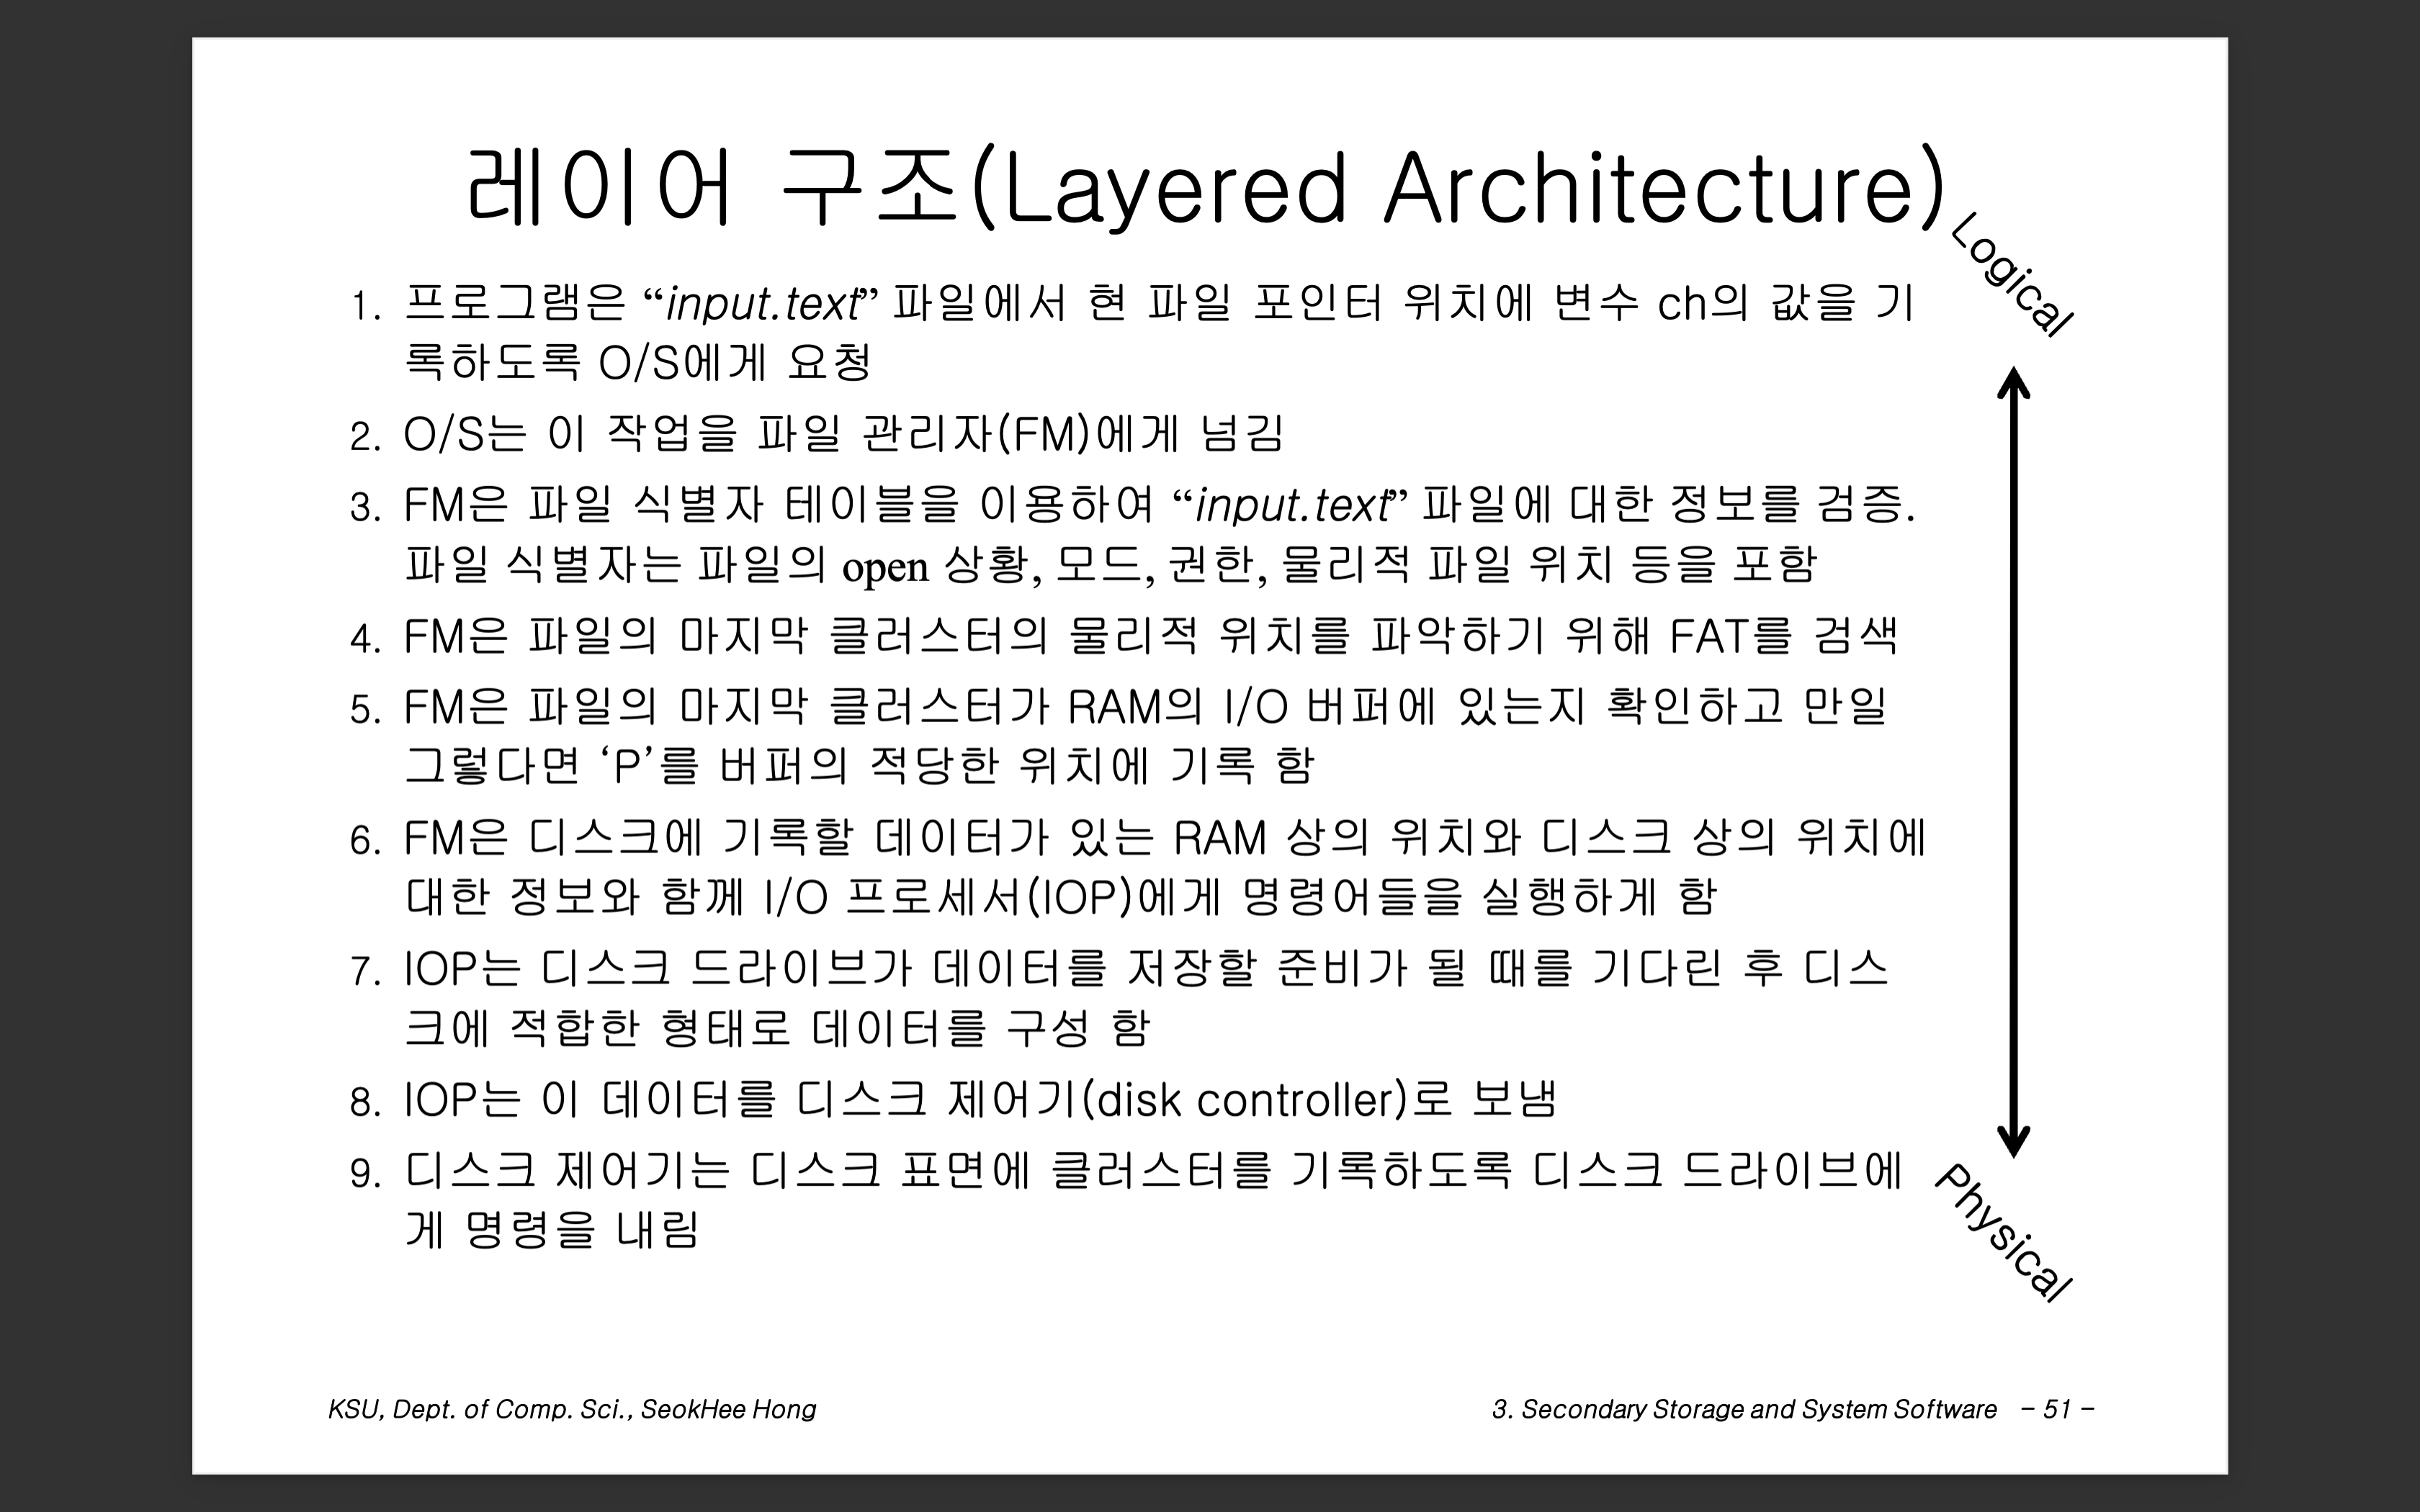 레이어 구조(Layered Architecture)
Logical
1. 프로그램은 “input.text” 파일에서 현 파일 포인터 위치에 변수 ch의 값을 기
록하도록 O/S에게 요청
2. O/S는 이 작업을 파일 관리자(FM)에게 넘김
3. FM은 파일 식별자 테이블을 이용하여 “input.text” 파일에 대한 정보를 검증.
파일 식별자는 파일의 open 상황, 모드, 권한, 물리적 파일 위치 등을 포함
4. FM은 파일의 마지막 클러스터의 물리적 위치를 파악하기 위해 FAT를 검색
5. FM은 파일의 마지막 클러스터가 RAM의 I/O 버퍼에 있는지 확인하고 만일
그렇다면 ‘P’를 버퍼의 적당한 위치에 기록 함
6. FM은 디스크에 기록할 데이터가 있는 RAM 상의 위치와 디스크 상의 위치에
대한 정보와 함께 I/O 프로세서(IOP)에게 명령어들을 실행하게 함
7. IOP는 디스크 드라이브가 데이터를 저장할 준비가 될 때를 기다린 후 디스
크에 적합한 형태로 데이터를 구성 함
8. IOP는 이 데이터를 디스크 제어기(disk controller)로 보냄
9. 디스크 제어기는 디스크 표면에 클러스터를 기록하도록 디스크 드라이브에
게 명령을 내림
Physical
KSU, Dept. of Comp. Sci., SeokHee Hong
3. Secondary Storage and System Software - 51 -